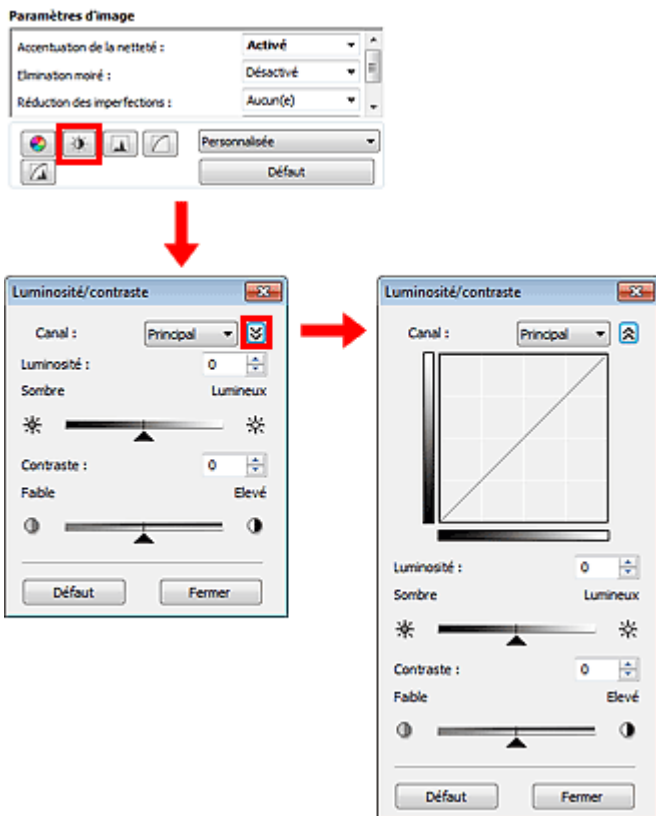 Paramètres d'image
Accentuation de la netteté : Activé
Elimination moiré : Désactivé
Réduction des imperfections : Aucun(e)
Personnalisée
Défaut
Luminosité/contraste
Canal : Principal
Luminosité : 0
Sombre Lumineux
Contraste : 0
Faible Elevé
Défaut Fermer
Luminosité/contraste
Canal : Principal
Luminosité : 0
Sombre Lumineux
Contraste : 0
Faible Elevé
Défaut Fermer